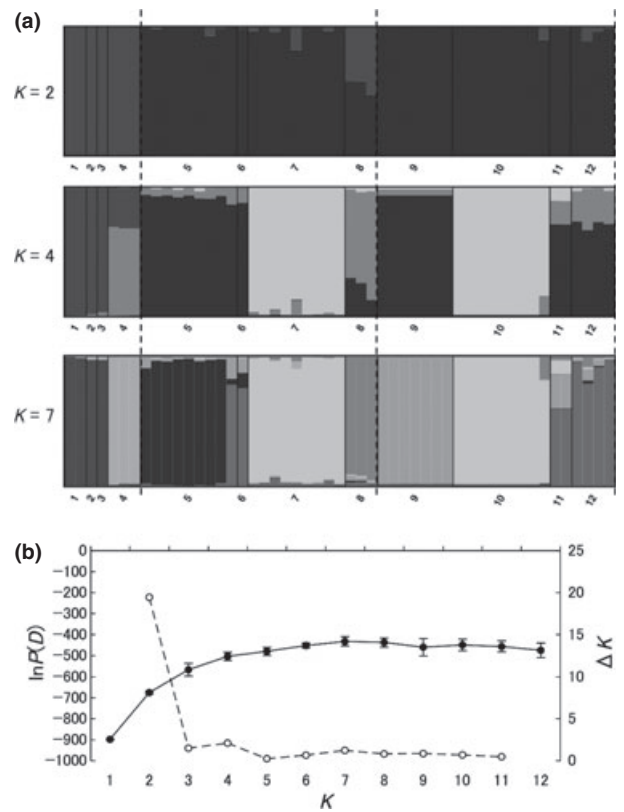 (a)
K = 2
1 2 3 4 5 6 7 8 9 10 11 12
K = 4
1 2 3 4 5 6 7 8 9 10 11 12
K = 7
1 2 3 4 5 6 7 8 9 10 11 12
(b)
0 25
−100
−200 20
−300
−400 15
−500
−600 10
−700
−800 5
−900
−1000 0
lnP(D)
ΔK
1 2 3 4 5 6 7 8 9 10 11 12
K